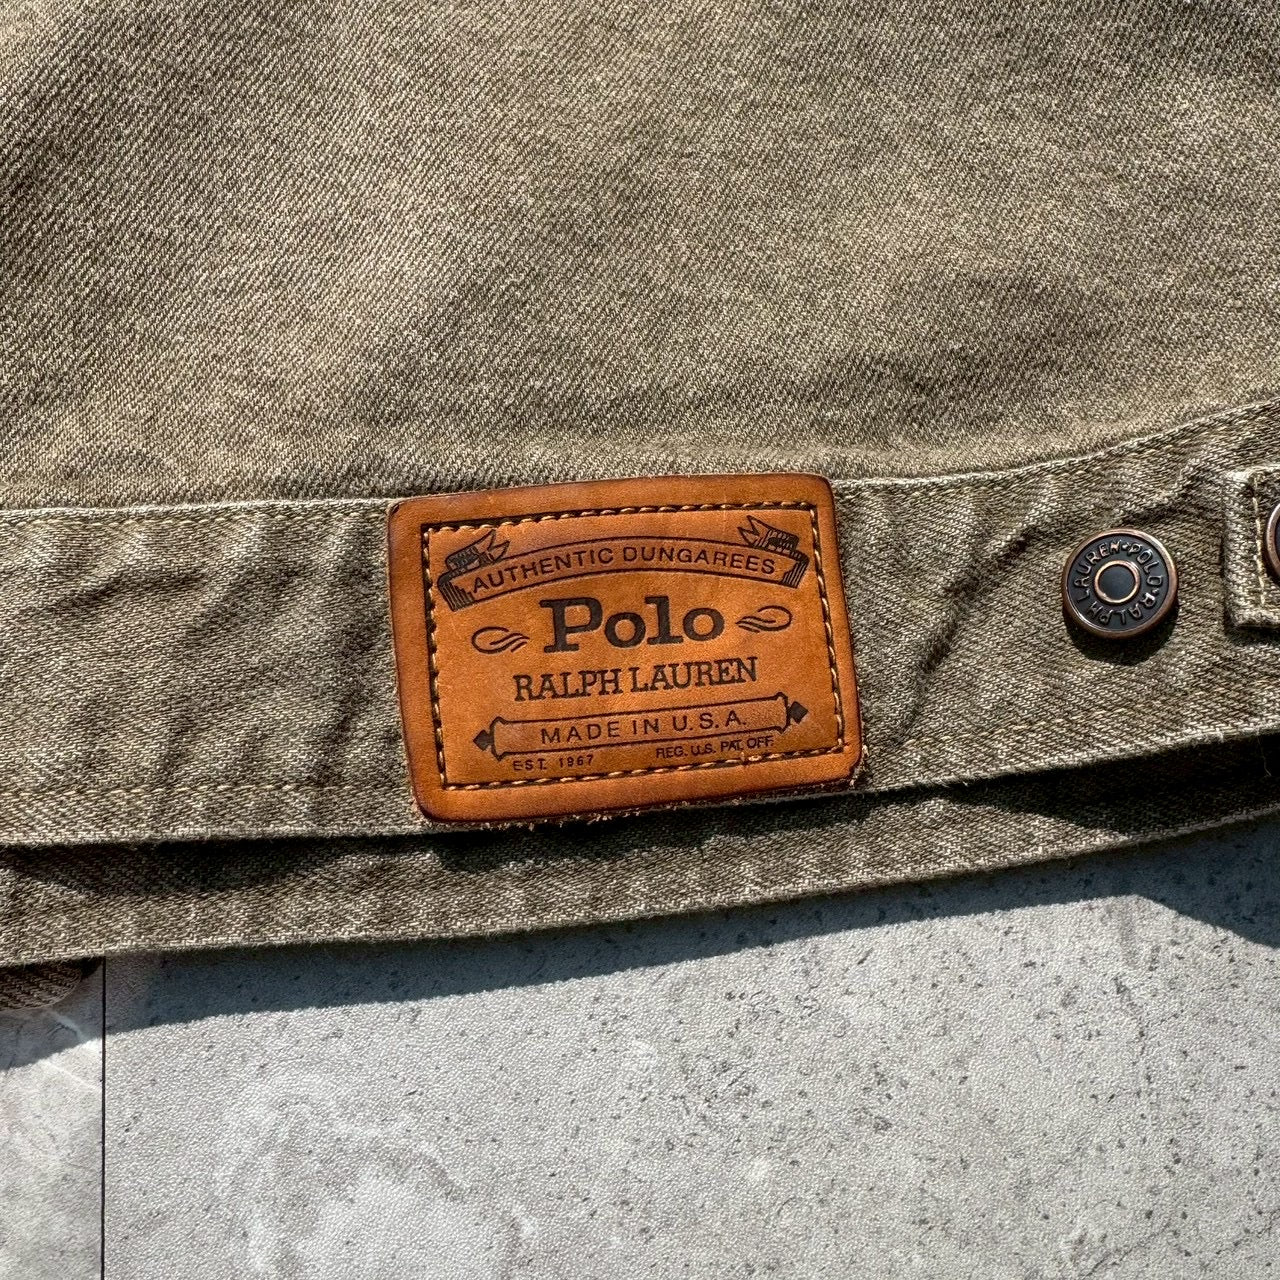 AUTHENTIC DUNGAREES
Polo
RALPH LAUREN
MADE IN U.S.A.
EST. 1967 REG. U.S. PAT. OFF.
RALPH LAUREN • POLO •